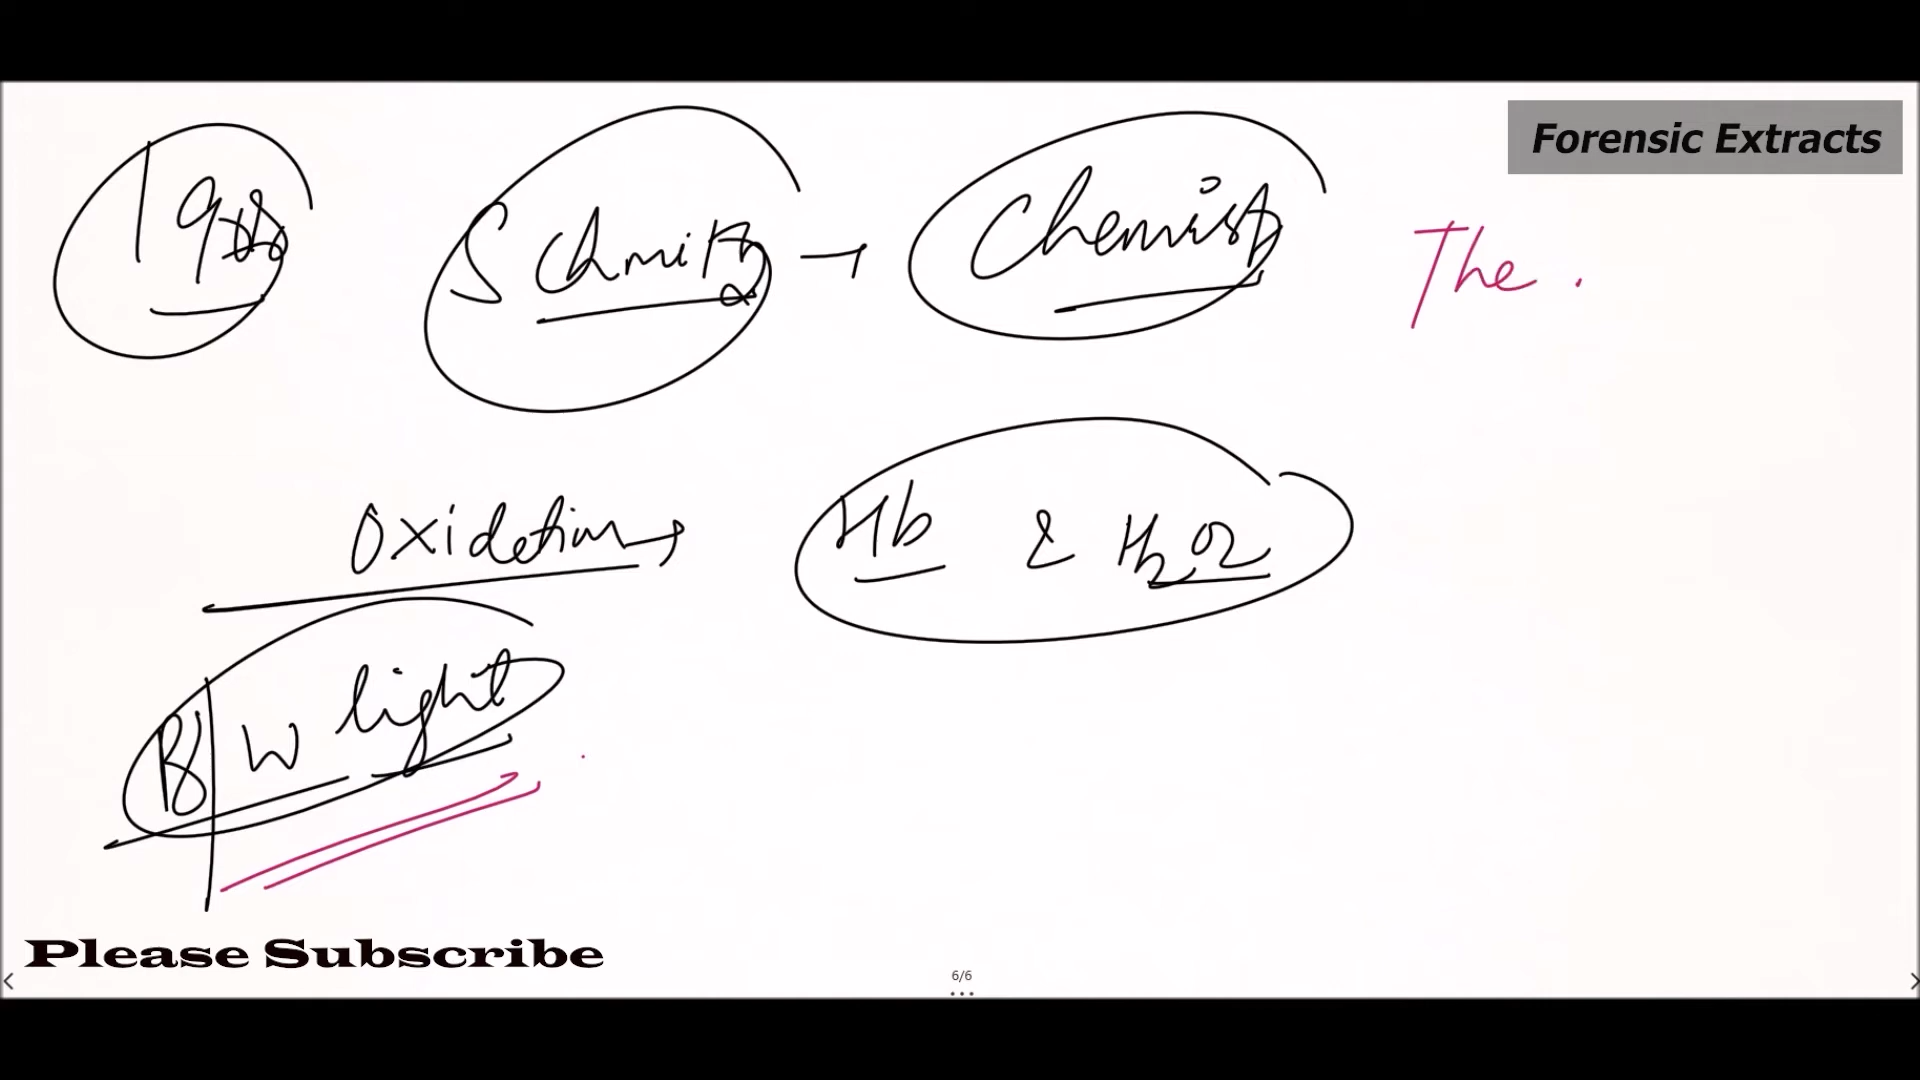 Forensic Extracts
19th Schmitz → Chemist The .
Oxidation → Hb & H2O2
B|W light
Please Subscribe
6/6